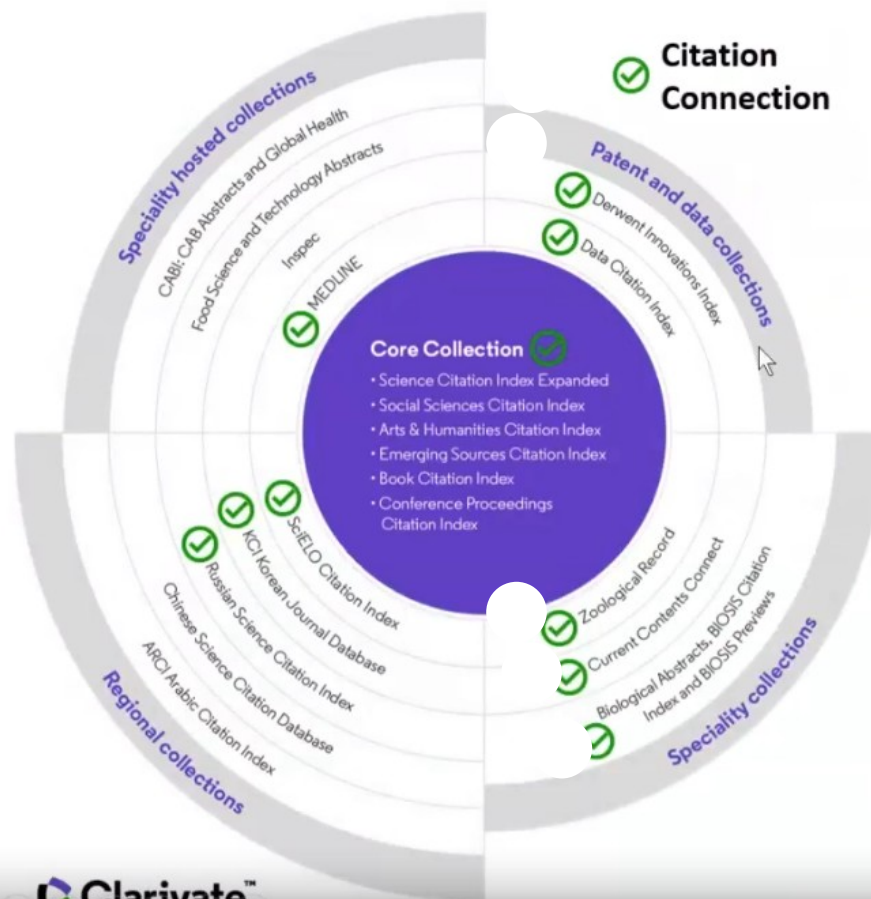 Citation
Connection
Speciality hosted collections
CABI: CAB Abstracts and Global Health
Food Science and Technology Abstracts
Inspec
MEDLINE
Patent and data collections
Derwent Innovations Index
Data Citation Index
Core Collection
• Science Citation Index Expanded
• Social Sciences Citation Index
• Arts & Humanities Citation Index
• Emerging Sources Citation Index
• Book Citation Index
• Conference Proceedings
Citation Index
SciELO Citation Index
KCI Korean Journal Database
Russian Science Citation Index
Chinese Science Citation Database
ARCI Arabic Citation Index
Regional collections
Zoological Record
Current Contents Connect
Biological Abstracts, BIOSIS Citation
Index and BIOSIS Previews
Speciality collections
Clarivate™